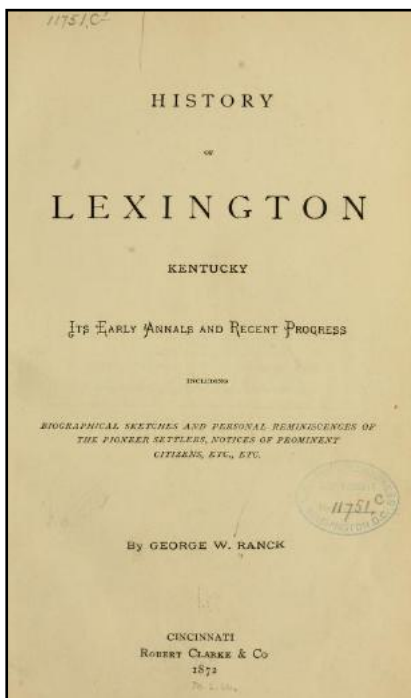 11751.C
HISTORY
OF
LEXINGTON
KENTUCKY
ITS EARLY ANNALS AND RECENT PROGRESS
INCLUDING
BIOGRAPHICAL SKETCHES AND PERSONAL REMINISCENCES OF
THE PIONEER SETTLERS, NOTICES OF PROMINENT
CITIZENS, ETC., ETC.
11751.C
WASHINGTON D.C.
By GEORGE W. RANCK
CINCINNATI
ROBERT CLARKE & CO
1872